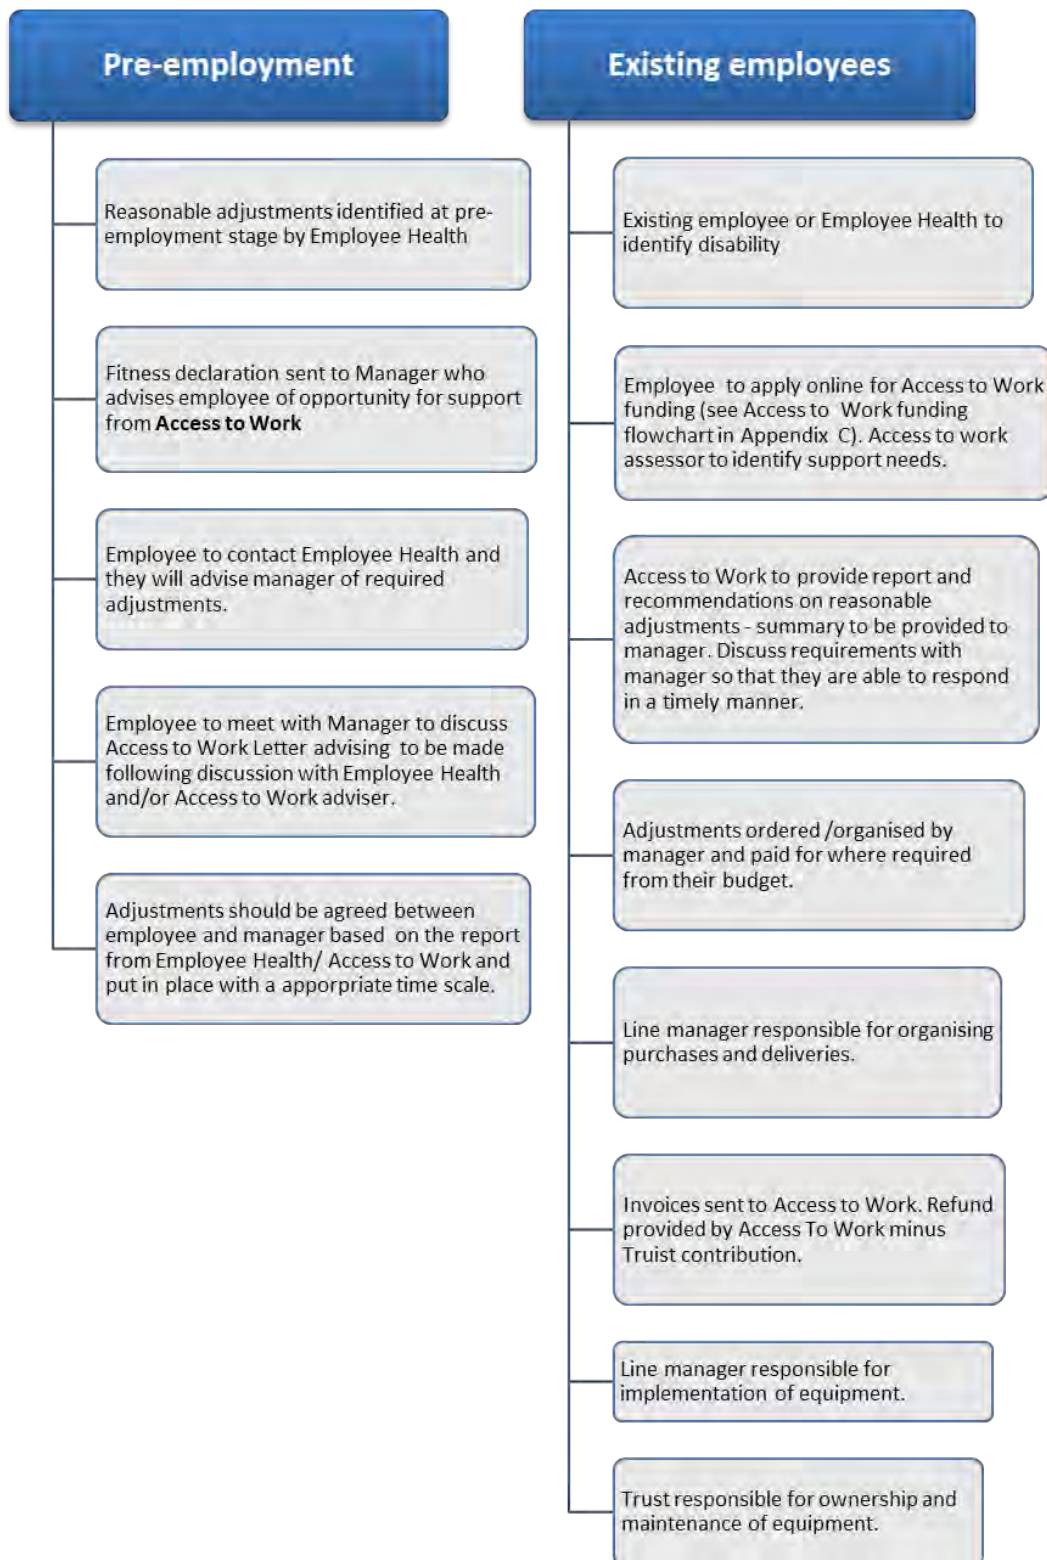 Pre-employment
Reasonable adjustments identified at pre-
employment stage by Employee Health
Fitness declaration sent to Manager who
advises employee of opportunity for support
from Access to Work
Employee to contact Employee Health and
they will advise manager of required
adjustments.
Employee to meet with Manager to discuss
Access to Work Letter advising to be made
following discussion with Employee Health
and/or Access to Work adviser.
Adjustments should be agreed between
employee and manager based on the report
from Employee Health/ Access to Work and
put in place with a apporpriate time scale.
Existing employees
Existing employee or Employee Health to
identify disability
Employee to apply online for Access to Work
funding (see Access to Work funding
flowchart in Appendix C). Access to work
assessor to identify support needs.
Access to Work to provide report and
recommendations on reasonable
adjustments - summary to be provided to
manager. Discuss requirements with
manager so that they are able to respond
in a timely manner.
Adjustments ordered /organised by
manager and paid for where required
from their budget.
Line manager responsible for organising
purchases and deliveries.
Invoices sent to Access to Work. Refund
provided by Access To Work minus
Truist contribution.
Line manager responsible for
implementation of equipment.
Trust responsible for ownership and
maintenance of equipment.